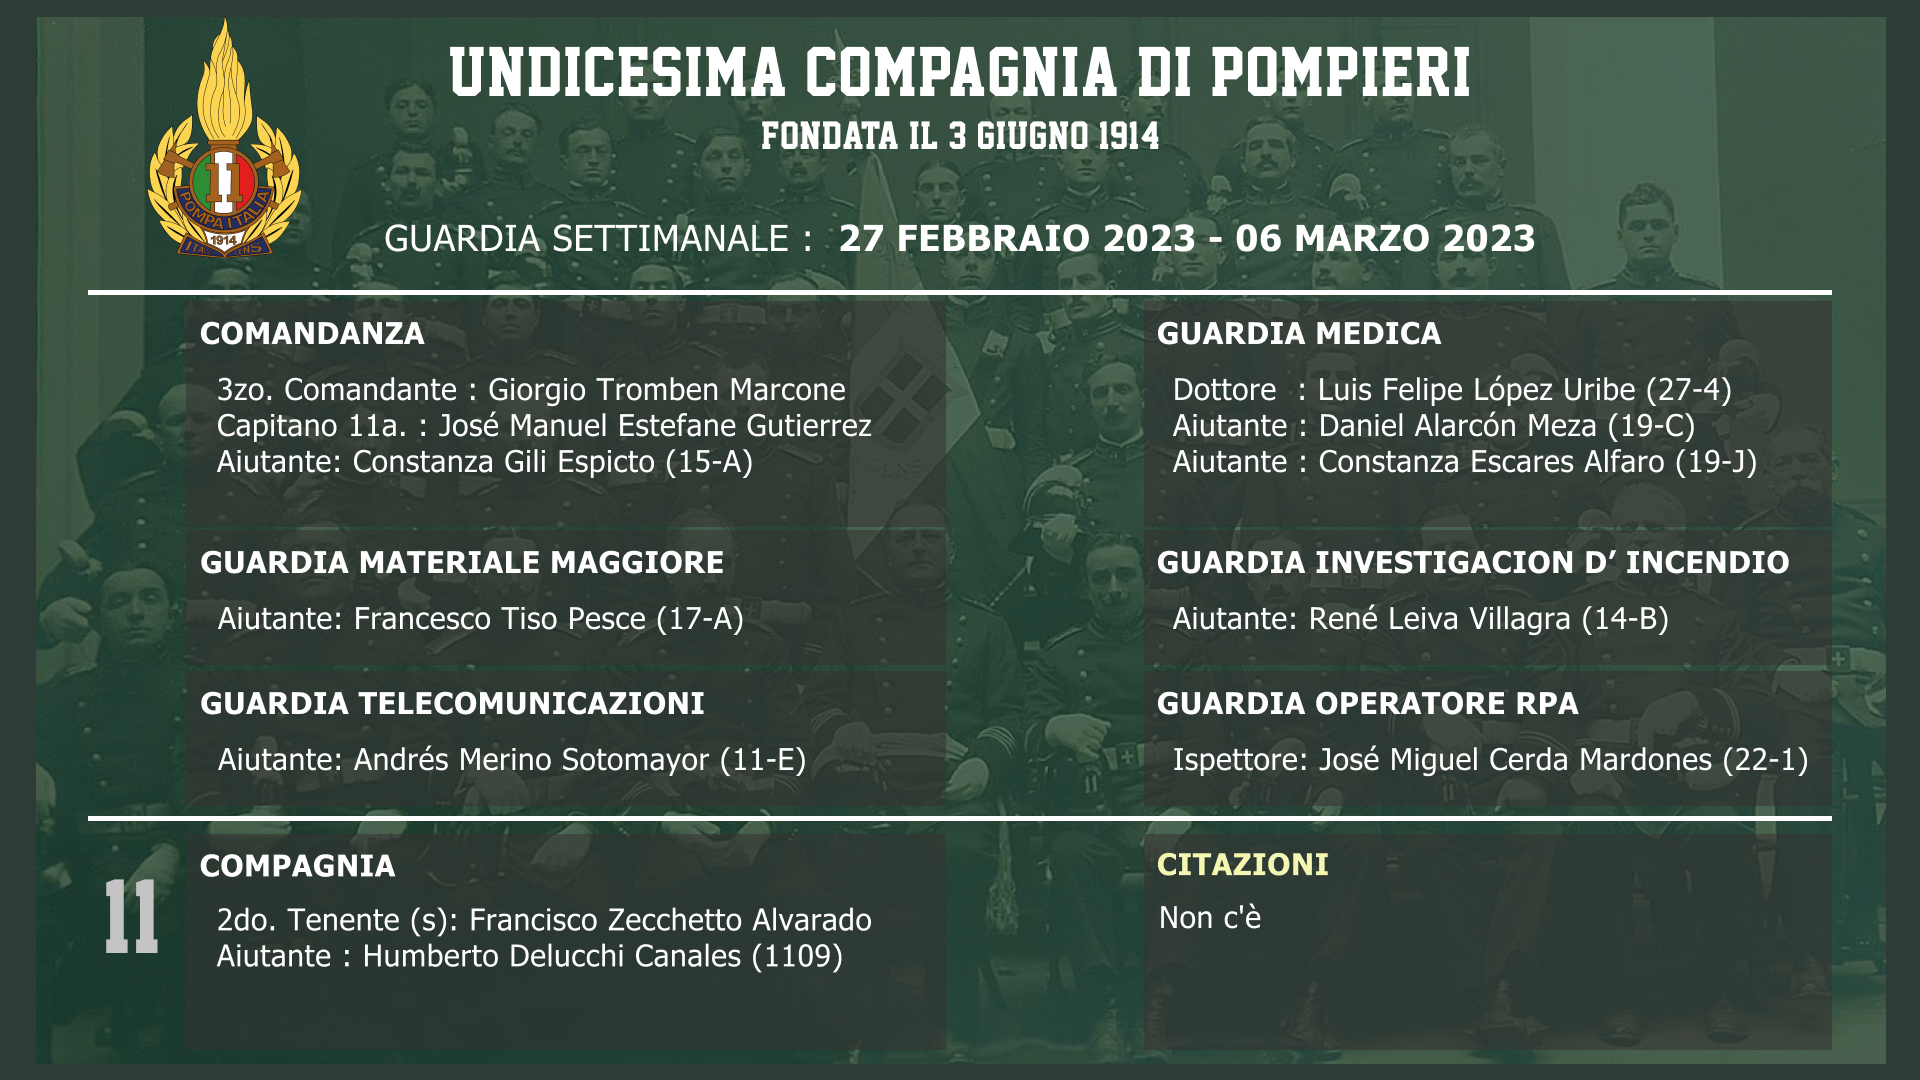 UNDICESIMA COMPAGNIA DI POMPIERI
FONDATA IL 3 GIUGNO 1914
11
POMPA ITALIA
1914
GUARDIA SETTIMANALE : 27 FEBBRAIO 2023 - 06 MARZO 2023
COMANDANZA
3zo. Comandante : Giorgio Tromben Marcone
Capitano 11a. : José Manuel Estefane Gutierrez
Aiutante: Constanza Gili Espicto (15-A)
GUARDIA MEDICA
Dottore : Luis Felipe López Uribe (27-4)
Aiutante : Daniel Alarcón Meza (19-C)
Aiutante : Constanza Escares Alfaro (19-J)
GUARDIA MATERIALE MAGGIORE
Aiutante: Francesco Tiso Pesce (17-A)
GUARDIA INVESTIGACION D’ INCENDIO
Aiutante: René Leiva Villagra (14-B)
GUARDIA TELECOMUNICAZIONI
Aiutante: Andrés Merino Sotomayor (11-E)
GUARDIA OPERATORE RPA
Ispettore: José Miguel Cerda Mardones (22-1)
11
COMPAGNIA
2do. Tenente (s): Francisco Zecchetto Alvarado
Aiutante : Humberto Delucchi Canales (1109)
CITAZIONI
Non c'è